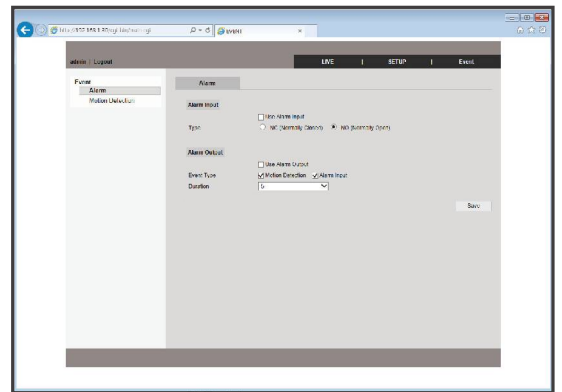 EVENT
admin | Logout
LIVE | SETUP | Event
Event
Alarm
Motion Detection
Alarm
Alarm Input
Use Alarm Input
Type NC (Normally Closed) NO (Normally Open)
Alarm Output
Use Alarm Output
Event Type Motion Detection Alarm Input
Duration 5
Save